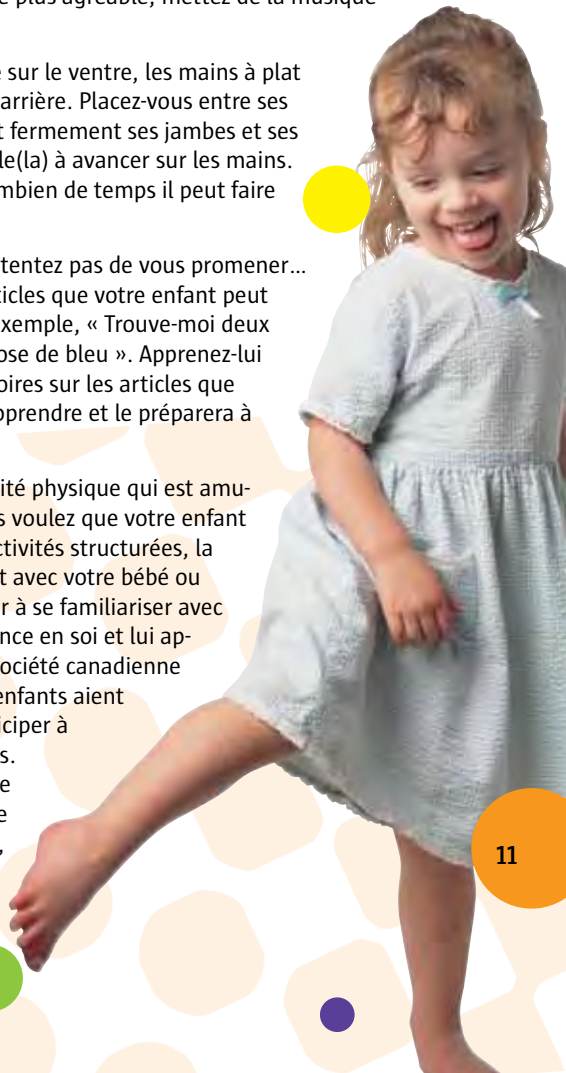 plus agréable, mettez de la musique
sur le ventre, les mains à plat
arrière. Placez-vous entre ses
fermement ses jambes et ses
le(la) à avancer sur les mains.
mbien de temps il peut faire
tentez pas de vous promener…
ticles que votre enfant peut
exemple, « Trouve-moi deux
ose de bleu ». Apprenez-lui
oires sur les articles que
pprendre et le préparera à
ité physique qui est amu-
s voulez que votre enfant
ctivités structurées, la
t avec votre bébé ou
r à se familiariser avec
nce en soi et lui ap-
ociété canadienne
enfants aient
iciper à
s.
e
e
,
11